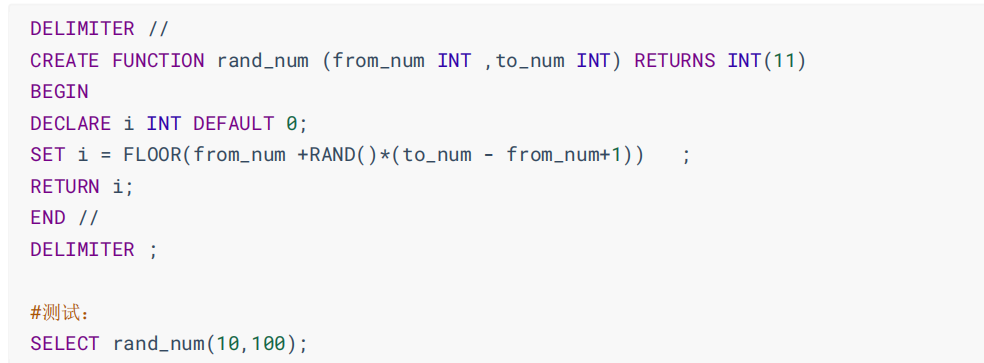 DELIMITER //
CREATE FUNCTION rand_num (from_num INT ,to_num INT) RETURNS INT(11)
BEGIN
DECLARE i INT DEFAULT 0;
SET i = FLOOR(from_num +RAND()*(to_num - from_num+1))   ;
RETURN i;
END //
DELIMITER ;
#测试：
SELECT rand_num(10,100);